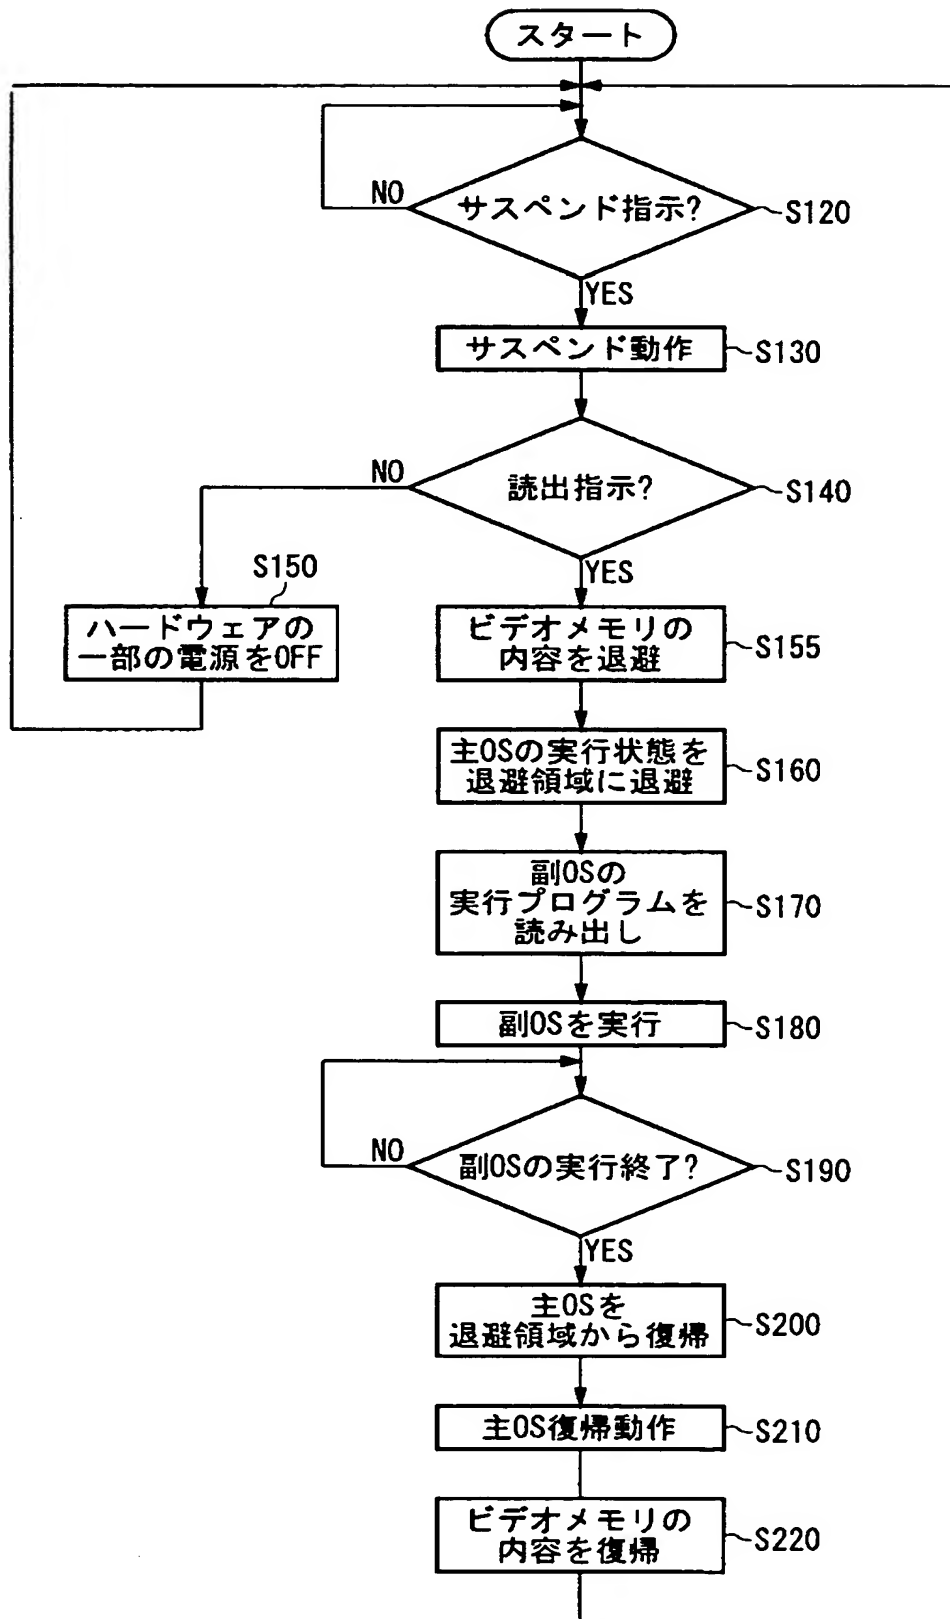 スタート
NO
サスペンド指示?
S120
YES
サスペンド動作
S130
NO
読出指示?
S140
YES
S150
ハードウェアの
一部の電源をOFF
ビデオメモリの
内容を退避
S155
主OSの実行状態を
退避領域に退避
S160
副OSの
実行プログラムを
読み出し
S170
副OSを実行
S180
NO
副OSの実行終了?
S190
YES
主OSを
退避領域から復帰
S200
主OS復帰動作
S210
ビデオメモリの
内容を復帰
S220